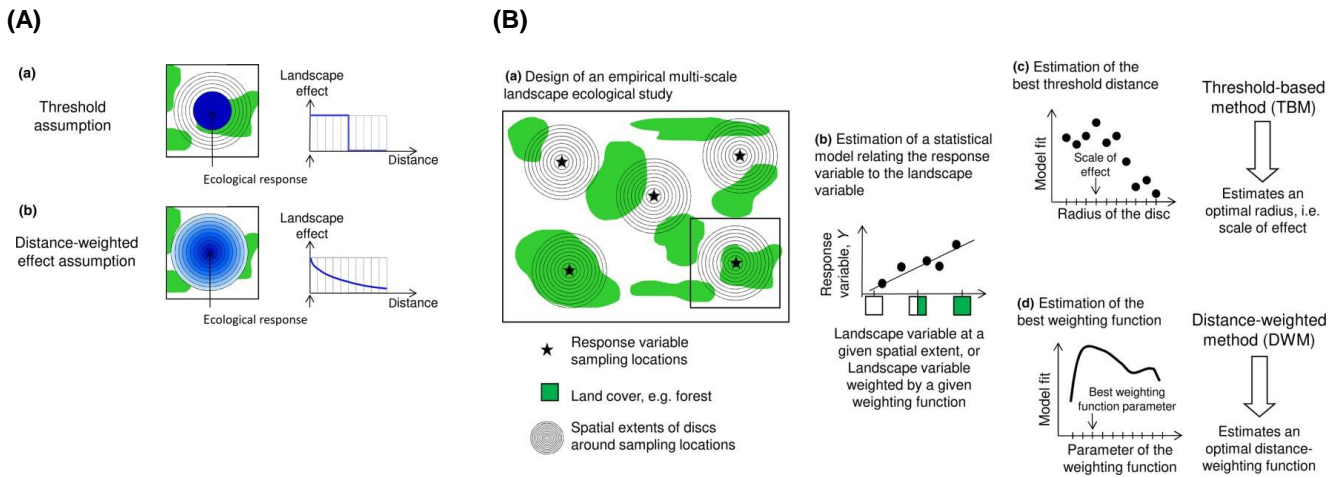 (A)
(a)
Threshold
assumption
Landscape
effect
Distance
Ecological response
(b)
Distance-weighted
effect assumption
Landscape
effect
Distance
Ecological response
(B)
(a) Design of an empirical multi-scale
landscape ecological study
Response variable
sampling locations
Land cover, e.g. forest
Spatial extents of discs
around sampling locations
(b) Estimation of a statistical
model relating the response
variable to the landscape
variable
Response
variable, Y
Landscape variable at a
given spatial extent, or
Landscape variable
weighted by a given
weighting function
(c) Estimation of the
best threshold distance
Model fit
Scale of
effect
Radius of the disc
Threshold-based
method (TBM)
Estimates an
optimal radius, i.e.
scale of effect
(d) Estimation of the
best weighting function
Model fit
Best weighting
function parameter
Parameter of the
weighting function
Distance-weighted
method (DWM)
Estimates an
optimal distance-
weighting function